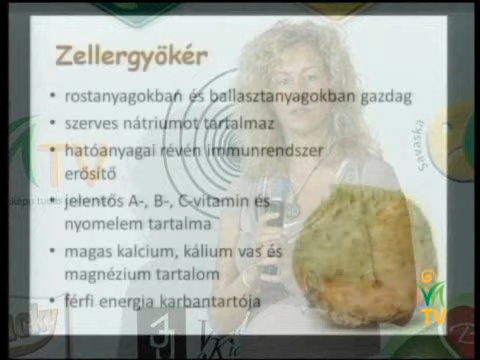 Zellergyökér
• rostanyagokban és ballasztanyagokban gazdag
• szerves nátriumot tartalmaz
• hatóanyagai révén immunrendszer
erősítő
• jelentős A-, B-, C-vitamin és
nyomelem tartalma
• magas kalcium, kálium vas és
magnézium tartalom
• férfi energia karbantartója
Savaska
TV
TV